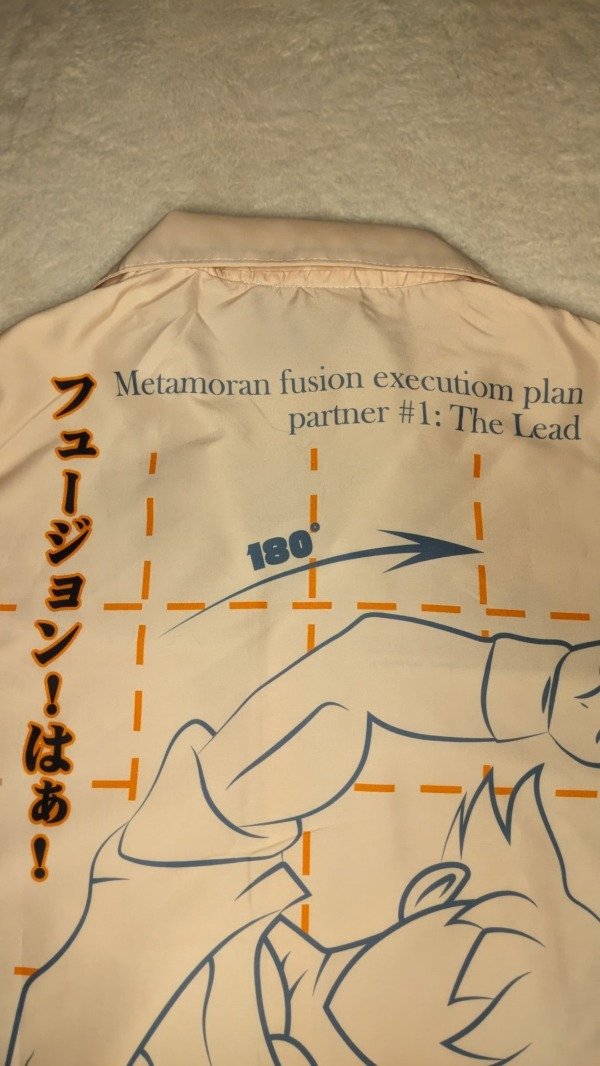 Metamoran fusion executiom plan
partner #1: The Lead
フュージョン！はぁ！
180°